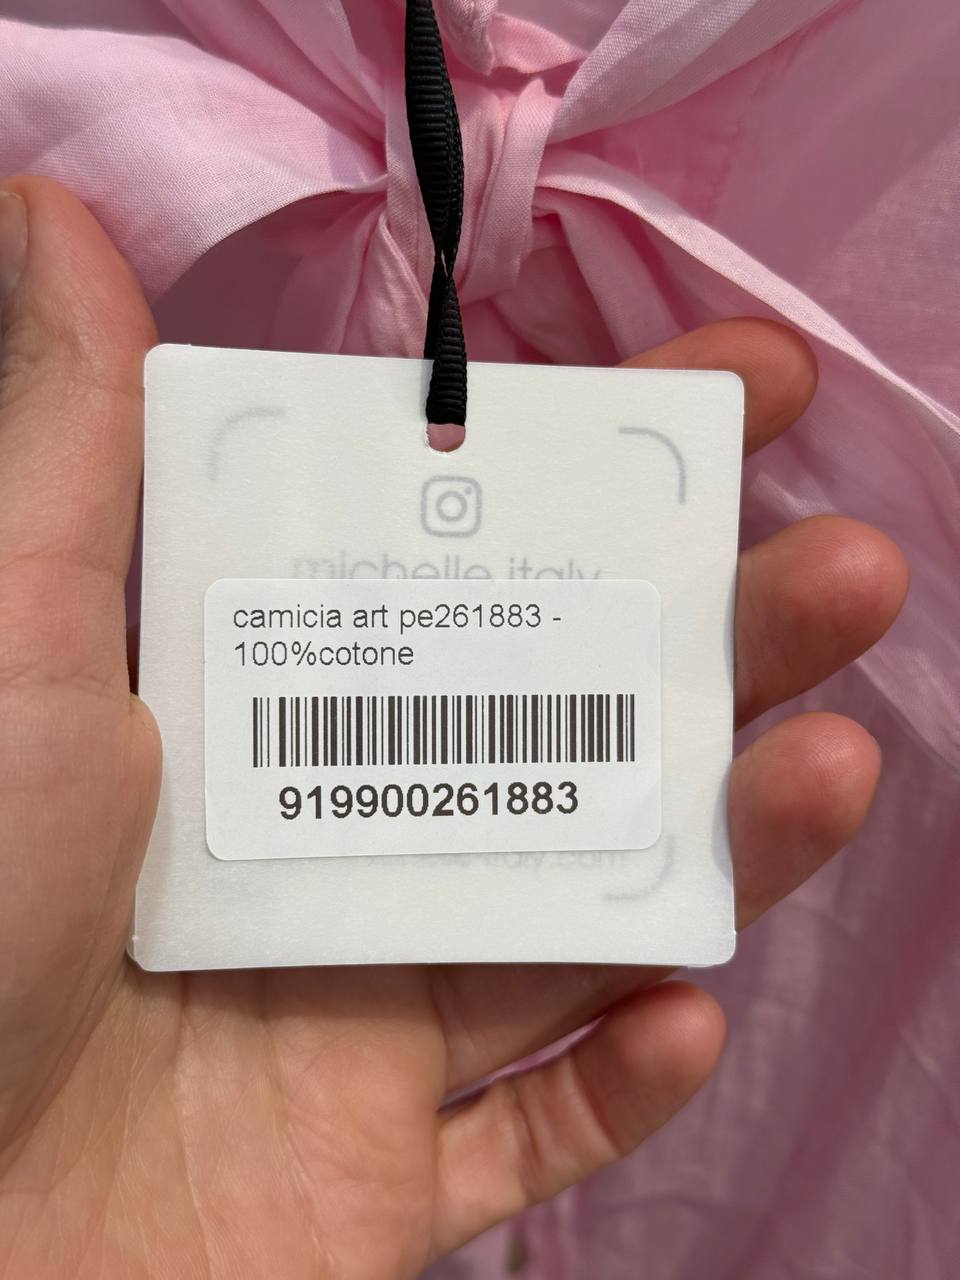 michelle italy
camicia art pe261883 -
100%cotone
919900261883